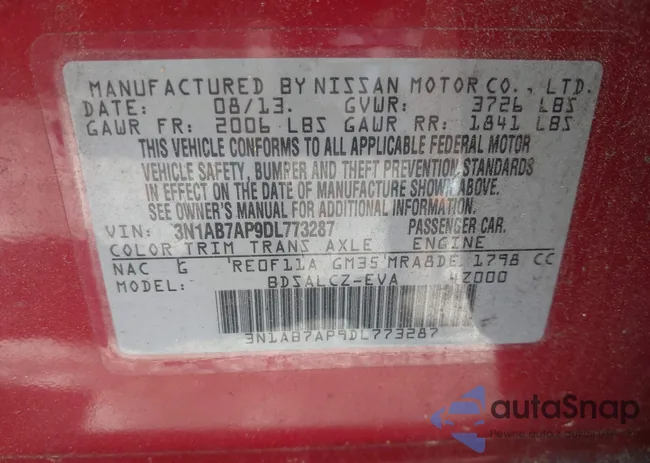 MANUFACTURED BY NISSAN MOTOR CO., LTD.
DATE: 08/13. GVWR: 3726 LBS
GAWR FR: 2006 LBS GAWR RR: 1841 LBS
THIS VEHICLE CONFORMS TO ALL APPLICABLE FEDERAL MOTOR
VEHICLE SAFETY, BUMPER AND THEFT PREVENTION STANDARDS
IN EFFECT ON THE DATE OF MANUFACTURE SHOWN ABOVE.
SEE OWNER'S MANUAL FOR ADDITIONAL INFORMATION.
VIN: 3N1AB7AP9DL773287 PASSENGER CAR.
COLOR TRIM TRANS AXLE ENGINE
NAC G RE0F11A GM35 MRA8DE 1798 CC
MODEL: BDSALCZ-EVA 4Z000
3N1AB7AP9DL773287
autaSnap
Pewne auto